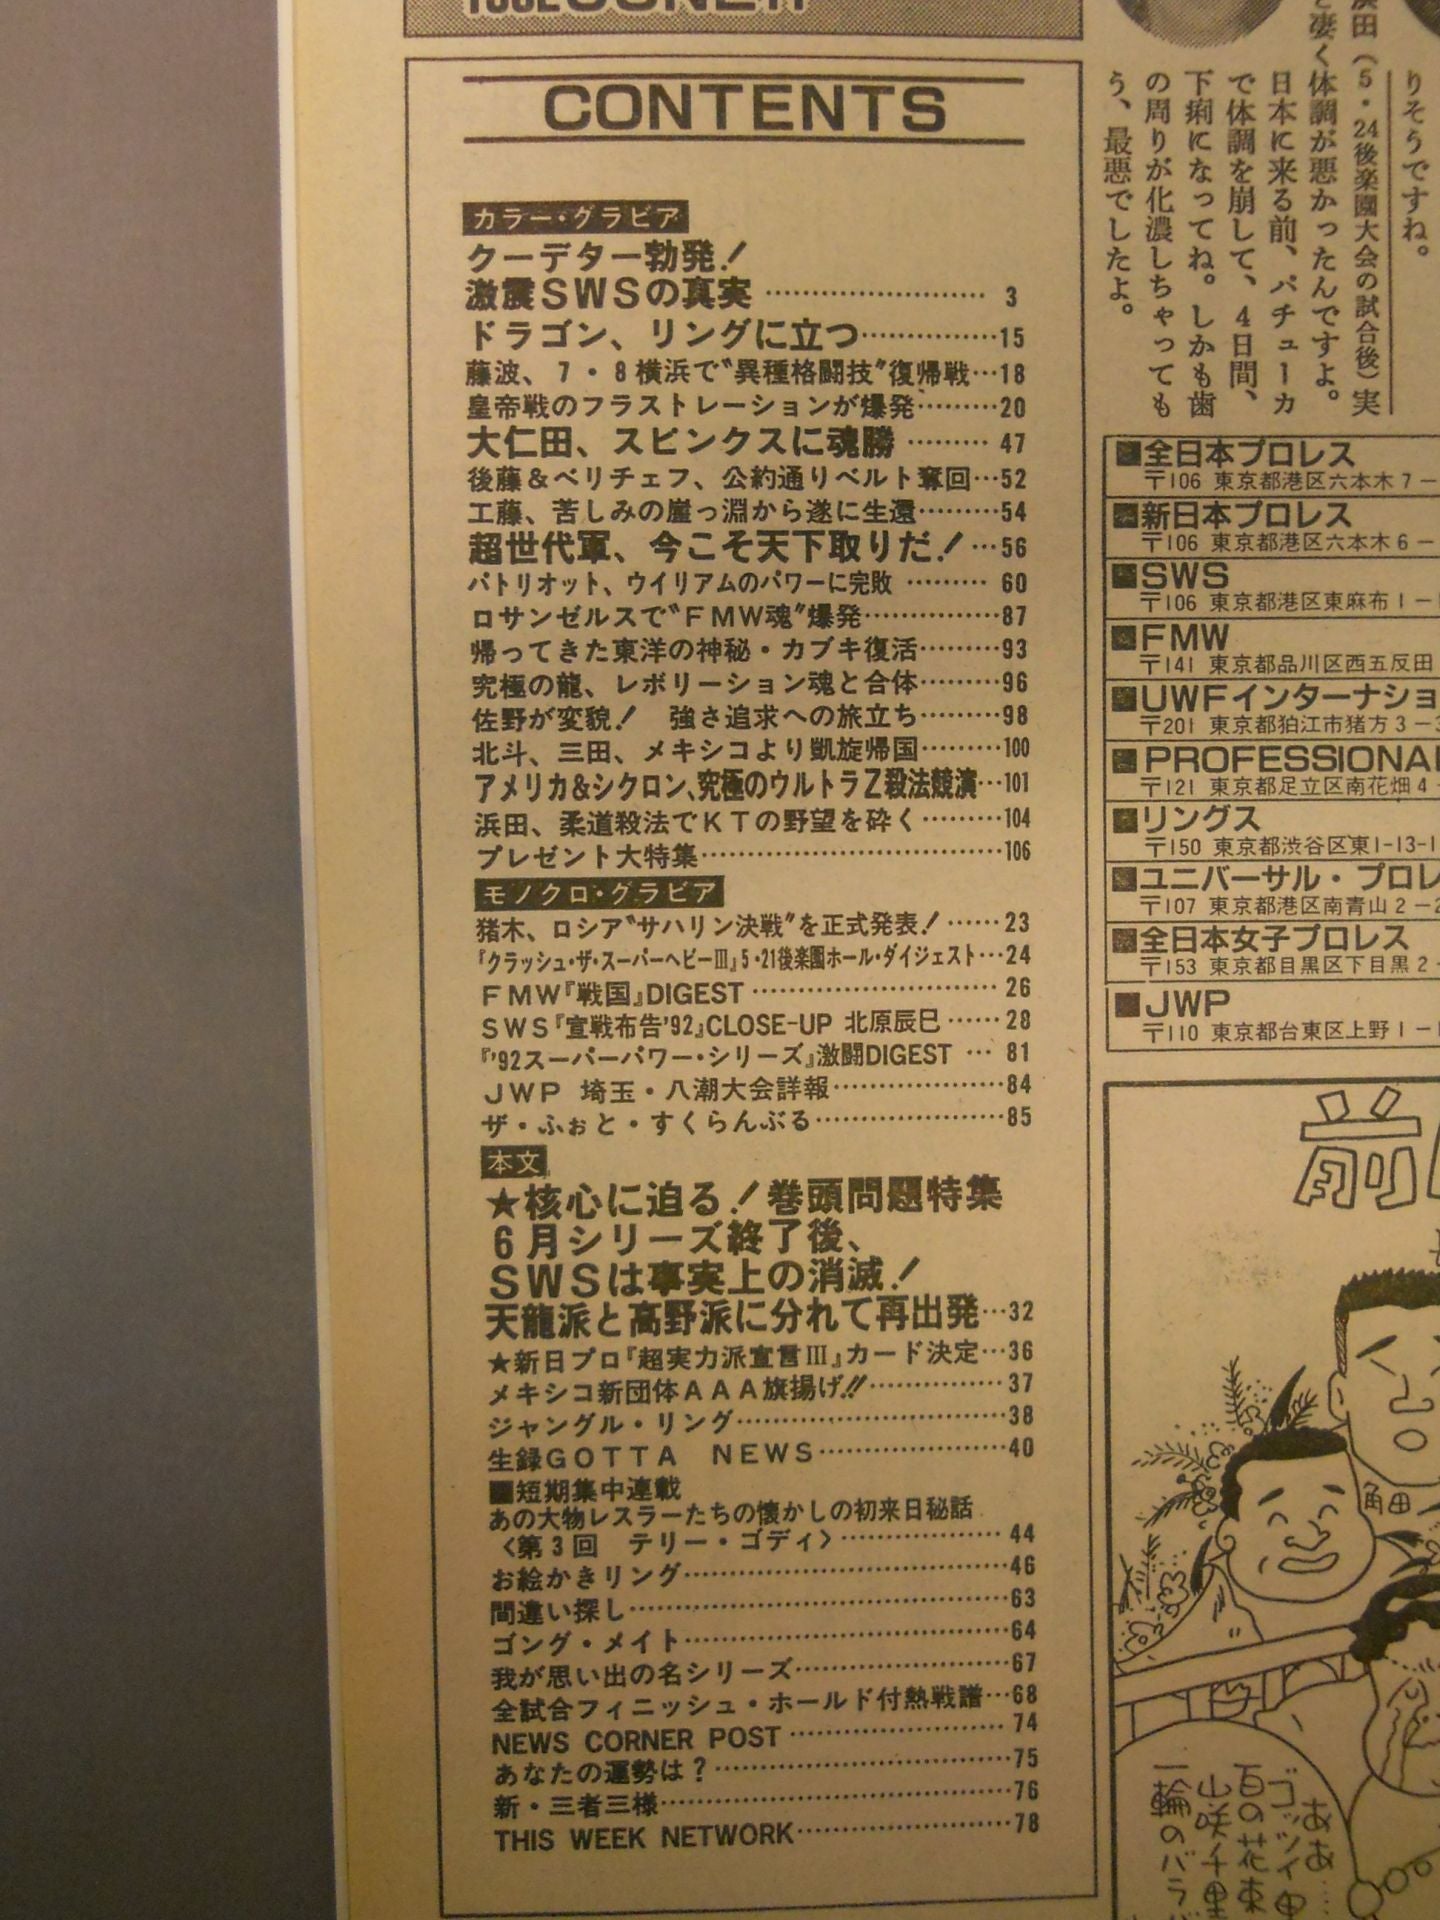 CONTENTS
カラー・グラビア
クーデター勃発！
激震SWSの真実 …………………… 3
ドラゴン、リングに立つ……………15
藤波、7・8横浜で〝異種格闘技〟復帰戦…18
皇帝戦のフラストレーションが爆発………20
大仁田、スピンクスに魂勝 ……… 47
後藤＆ベリチェフ、公約通りベルト奪回…52
工藤、苦しみの崖っ淵から遂に生還………54
超世代軍、今こそ天下取りだ！…56
パトリオット、ウイリアムのパワーに完敗 ……… 60
ロサンゼルスで〝FMW魂〟爆発……………87
帰ってきた東洋の神秘・カブキ復活………93
究極の龍、レボリーション魂と合体………96
佐野が変貌！　強さ追求への旅立ち………98
北斗、三田、メキシコより凱旋帰国………100
アメリカ&シクロン、究極のウルトラZ殺法競演…101
浜田、柔道殺法でKTの野望を砕く………104
プレゼント大特集……………………………106
モノクロ・グラビア
猪木、ロシア〝サハリン決戦〟を正式発表！……23
『クラッシュ・ザ・スーパーヘビーIII』5・21後楽園ホール・ダイジェスト…24
FMW『戦国』DIGEST ……………………… 26
SWS『宣戦布告'92』CLOSE-UP 北原辰巳 ……28
『'92スーパーパワー・シリーズ』激闘DIGEST … 81
JWP 埼玉・八潮大会詳報………………84
ザ・ふぉと・すくらんぶる…………………85
本文
★核心に迫る！巻頭問題特集
6月シリーズ終了後、
SWSは事実上の消滅！
天龍派と高野派に分れて再出発…32
★新日プロ『超実力派宣言III』カード決定…36
メキシコ新団体AAA旗揚げ!!……………37
ジャングル・リング…………………………38
生録GOTTA　NEWS…………………40
■短期集中連載
あの大物レスラーたちの懐かしの初来日秘話
〈第3回　テリー・ゴディ〉……………… 44
お絵かきリング………………………………46
間違い探し……………………………………63
ゴング・メイト………………………………64
我が思い出の名シリーズ……………………67
全試合フィニッシュ・ホールド付熱戦譜…68
NEWS CORNER POST …………………… 74
あなたの運勢は？……………………………75
新・三者三様…………………………………76
THIS WEEK NETWORK……………………78
りそうですね。
浜田（5・24後楽園大会の試合後）実
と凄く体調が悪かったんですよ。
日本に来る前、パチューカ
で体調を崩して、4日間、
下痢になってね。しかも歯
の周りが化濃しちゃっても
う、最悪でしたよ。
■全日本プロレス
〒106 東京都港区六本木7－
■新日本プロレス
〒106 東京都港区六本木6－
■SWS
〒106 東京都港区東麻布1－
■FMW
〒141 東京都品川区西五反田
■UWFインターナショ
〒201 東京都狛江市猪方3－3
■PROFESSIONAL
〒121 東京都足立区南花畑4－
■リングス
〒150 東京都渋谷区東1-13-1
■ユニバーサル・プロレ
〒107 東京都港区南青山2－2
■全日本女子プロレス
〒153 東京都目黒区下目黒2－
■JWP
〒110 東京都台東区上野1－1
前
角田
ああ…
百の花束
山咲千里
一輪のバラ